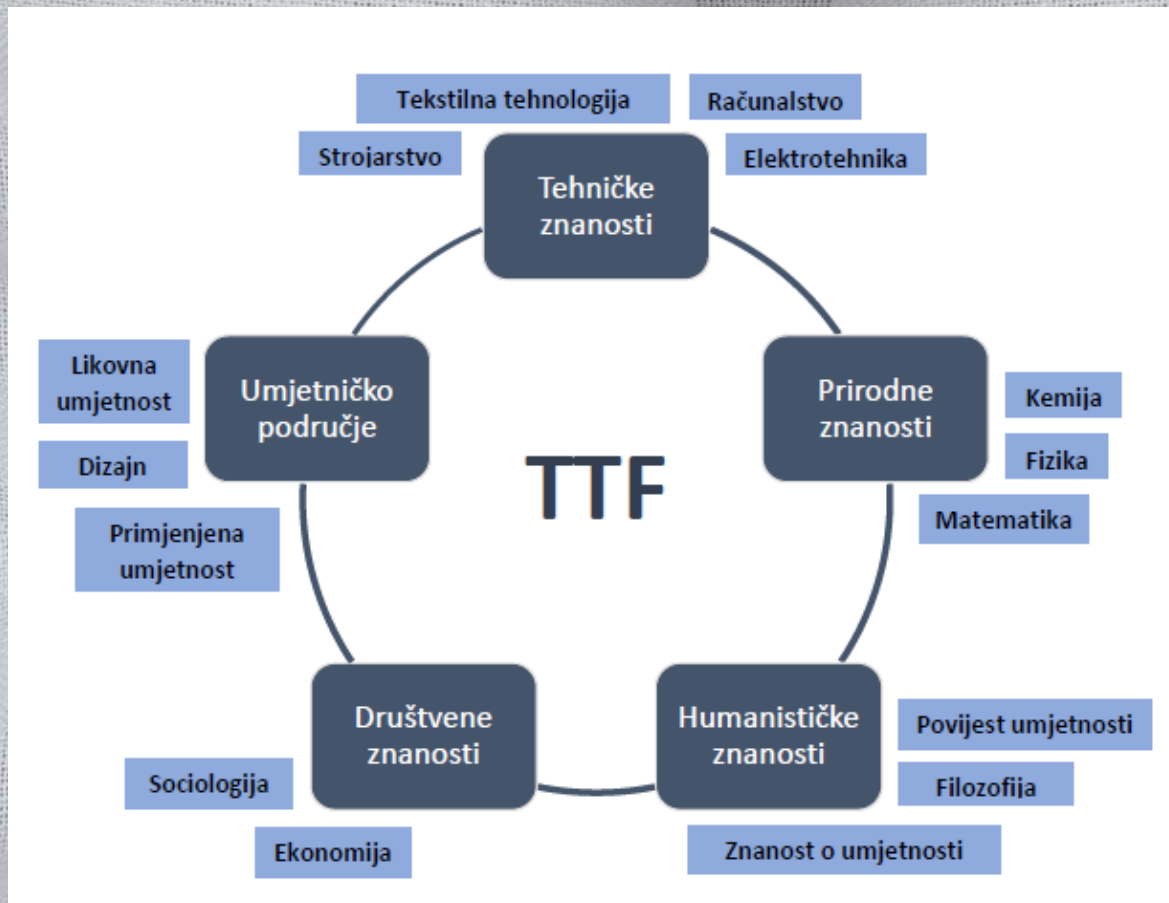 Tekstilna tehnologija
Računalstvo
Strojarstvo
Elektrotehnika
Tehničke
znanosti
Likovna
umjetnost
Dizajn
Primjenjena
umjetnost
Umjetničko
područje
TTF
Prirodne
znanosti
Kemija
Fizika
Matematika
Društvene
znanosti
Sociologija
Ekonomija
Humanističke
znanosti
Povijest umjetnosti
Filozofija
Znanost o umjetnosti